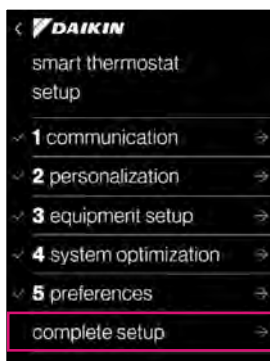 DAIKIN
smart thermostat
setup
1 communication
2 personalization
3 equipment setup
4 system optimization
5 preferences
complete setup